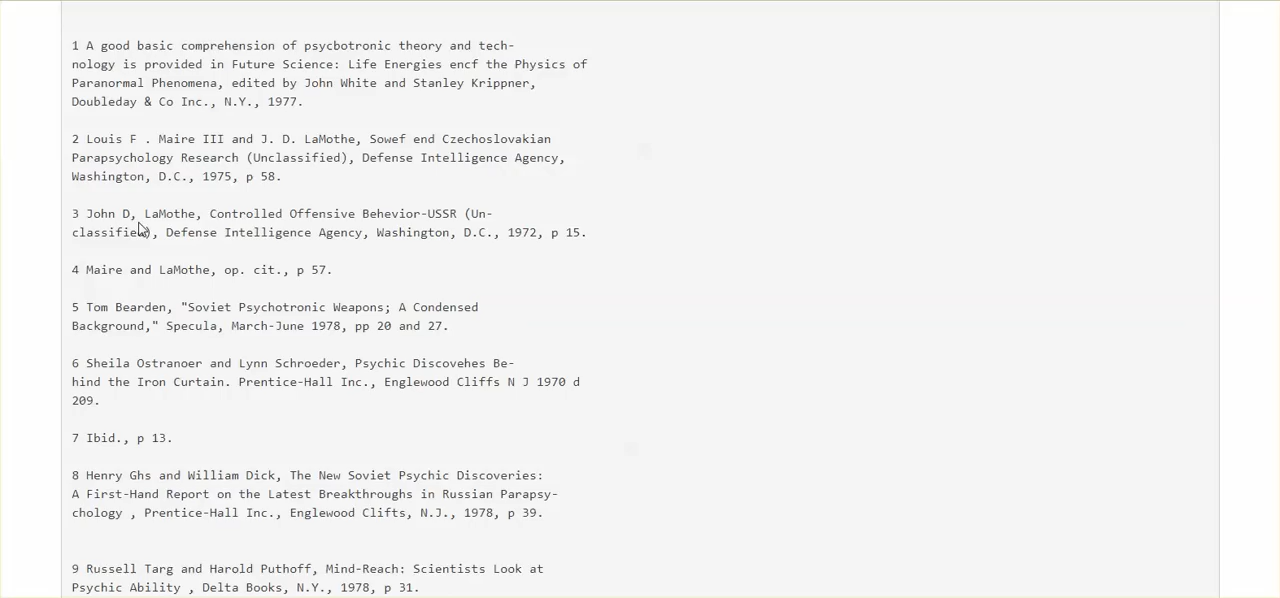 1 A good basic comprehension of psycbotronic theory and tech-
nology is provided in Future Science: Life Energies encf the Physics of
Paranormal Phenomena, edited by John White and Stanley Krippner,
Doubleday & Co Inc., N.Y., 1977.
2 Louis F . Maire III and J. D. LaMothe, Sowef end Czechoslovakian
Parapsychology Research (Unclassified), Defense Intelligence Agency,
Washington, D.C., 1975, p 58.
3 John D, LaMothe, Controlled Offensive Behevior-USSR (Un-
classified), Defense Intelligence Agency, Washington, D.C., 1972, p 15.
4 Maire and LaMothe, op. cit., p 57.
5 Tom Bearden, "Soviet Psychotronic Weapons; A Condensed
Background," Specula, March-June 1978, pp 20 and 27.
6 Sheila Ostranoer and Lynn Schroeder, Psychic Discovehes Be-
hind the Iron Curtain. Prentice-Hall Inc., Englewood Cliffs N J 1970 d
209.
7 Ibid., p 13.
8 Henry Ghs and William Dick, The New Soviet Psychic Discoveries:
A First-Hand Report on the Latest Breakthroughs in Russian Parapsy-
chology , Prentice-Hall Inc., Englewood Clifts, N.J., 1978, p 39.
9 Russell Targ and Harold Puthoff, Mind-Reach: Scientists Look at
Psychic Ability , Delta Books, N.Y., 1978, p 31.